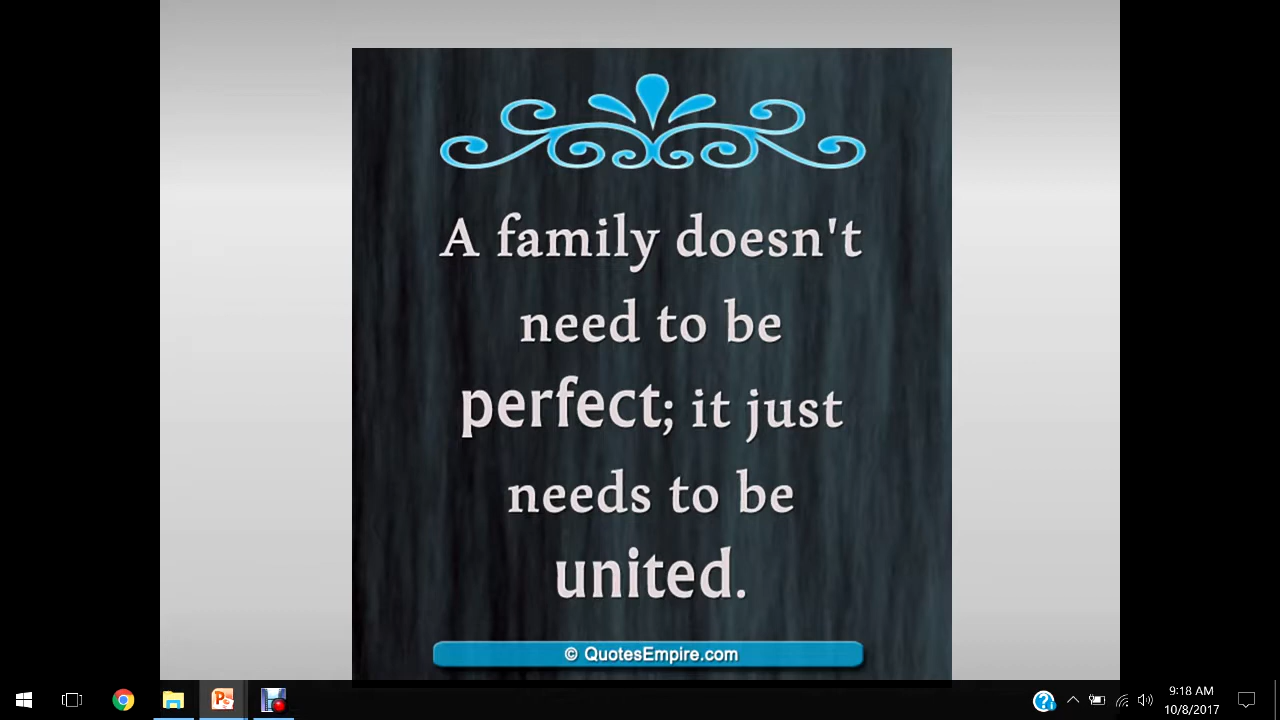 A family doesn't
need to be
perfect; it just
needs to be
united.
© QuotesEmpire.com
9:18 AM
10/8/2017